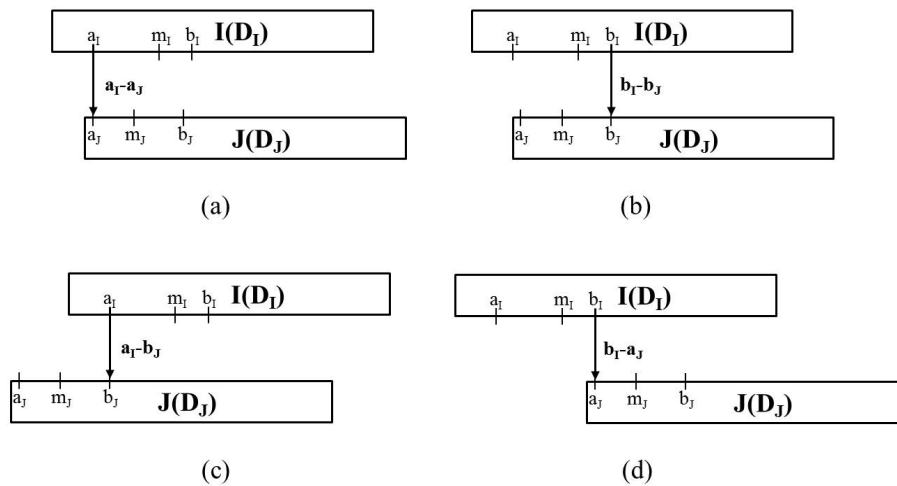 a_I m_I b_I I(D_I)
a_I-a_J
a_J m_J b_J J(D_J)
(a)
a_I m_I b_I I(D_I)
b_I-b_J
a_J m_J b_J J(D_J)
(b)
a_I m_I b_I I(D_I)
a_I-b_J
a_J m_J b_J J(D_J)
(c)
a_I m_I b_I I(D_I)
b_I-a_J
a_J m_J b_J J(D_J)
(d)